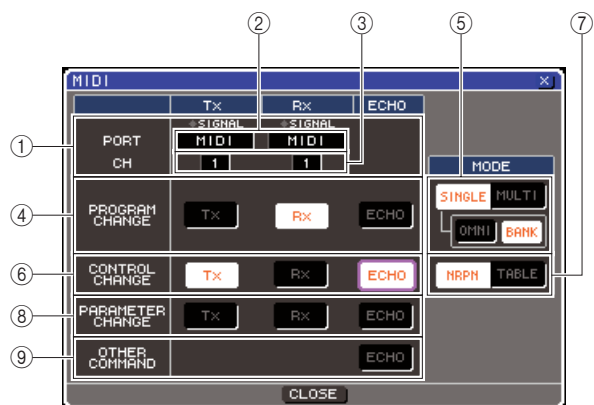 ② ③ ⑤ ⑦
MIDI X
Tx Rx ECHO
SIGNAL SIGNAL
① PORT MIDI MIDI
CH 1 1
MODE
④ PROGRAM CHANGE Tx Rx ECHO
SINGLE MULTI
OMNI BANK
⑥ CONTROL CHANGE Tx Rx ECHO NRPN TABLE
⑧ PARAMETER CHANGE Tx Rx ECHO
⑨ OTHER COMMAND ECHO
CLOSE